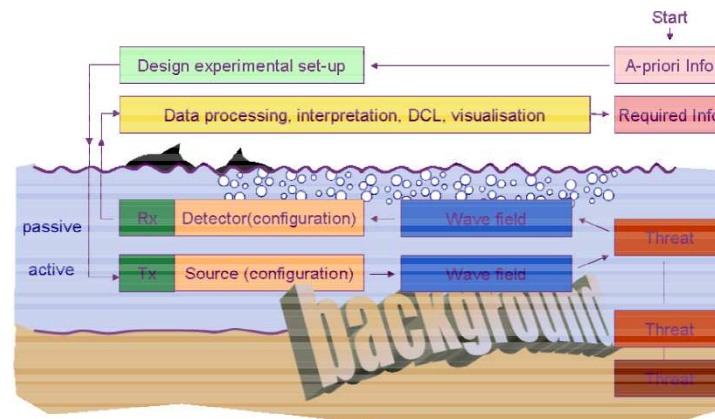 Start
Design experimental set-up
A-priori Info
Data processing, interpretation, DCL, visualisation
Required Info
passive
Rx
Detector(configuration)
Wave field
Threat
active
Tx
Source (configuration)
Wave field
background
Threat
Threat